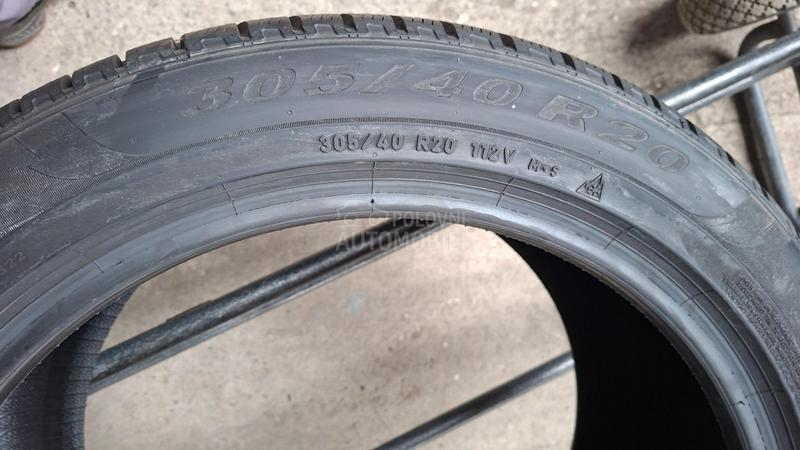 305/40 R20
305/40 R20 112V M+S
POLOVNI
AUTOMOBILI